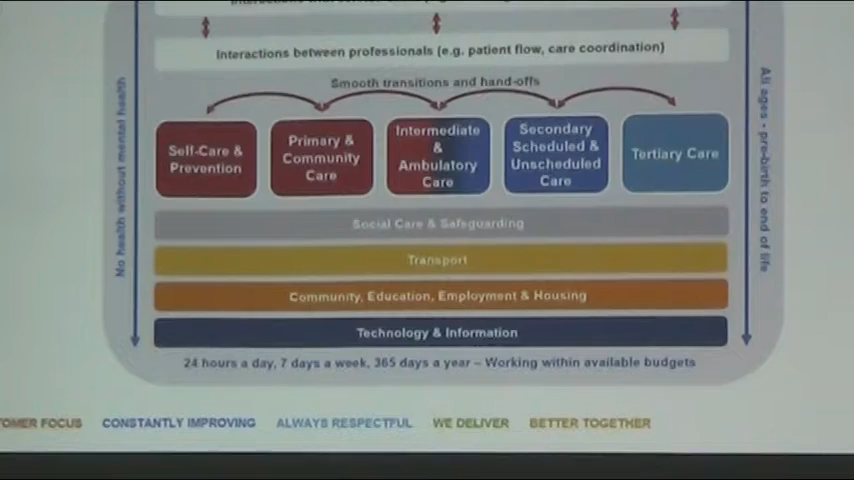 Interactions between professionals (e.g. patient flow, care coordination)
Smooth transitions and hand-offs
No health without mental health
Self-Care &
Prevention
Primary &
Community
Care
Intermediate
&
Ambulatory
Care
Secondary
Scheduled &
Unscheduled
Care
Tertiary Care
All ages - pre-birth to end of life
Social Care & Safeguarding
Transport
Community, Education, Employment & Housing
Technology & Information
24 hours a day, 7 days a week, 365 days a year – Working within available budgets
TOMER FOCUS CONSTANTLY IMPROVING ALWAYS RESPECTFUL WE DELIVER BETTER TOGETHER